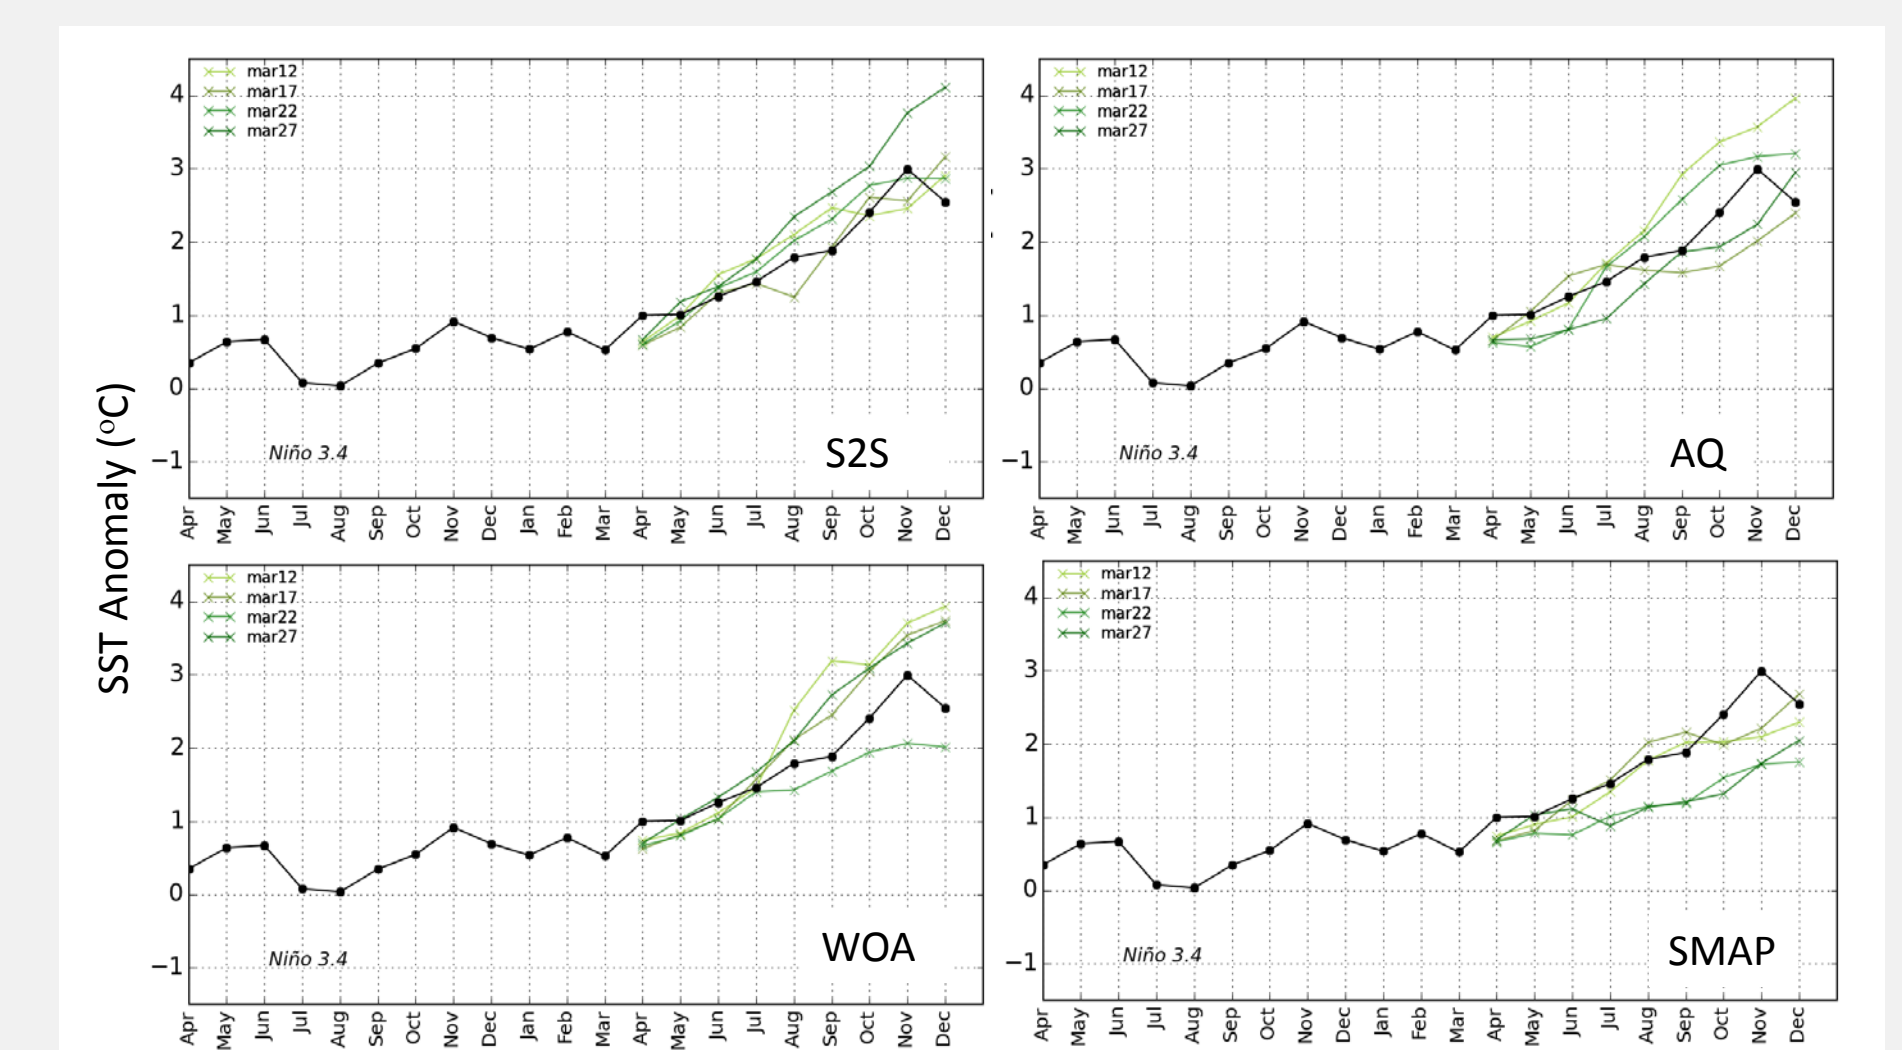 SST Anomaly (°C)
mar12
mar17
mar22
mar27
4
3
2
1
0
−1
Niño 3.4
S2S
Apr May Jun Jul Aug Sep Oct Nov Dec Jan Feb Mar Apr May Jun Jul Aug Sep Oct Nov Dec
mar12
mar17
mar22
mar27
4
3
2
1
0
−1
Niño 3.4
AQ
Apr May Jun Jul Aug Sep Oct Nov Dec Jan Feb Mar Apr May Jun Jul Aug Sep Oct Nov Dec
mar12
mar17
mar22
mar27
4
3
2
1
0
−1
Niño 3.4
WOA
Apr May Jun Jul Aug Sep Oct Nov Dec Jan Feb Mar Apr May Jun Jul Aug Sep Oct Nov Dec
mar12
mar17
mar22
mar27
4
3
2
1
0
−1
Niño 3.4
SMAP
Apr May Jun Jul Aug Sep Oct Nov Dec Jan Feb Mar Apr May Jun Jul Aug Sep Oct Nov Dec